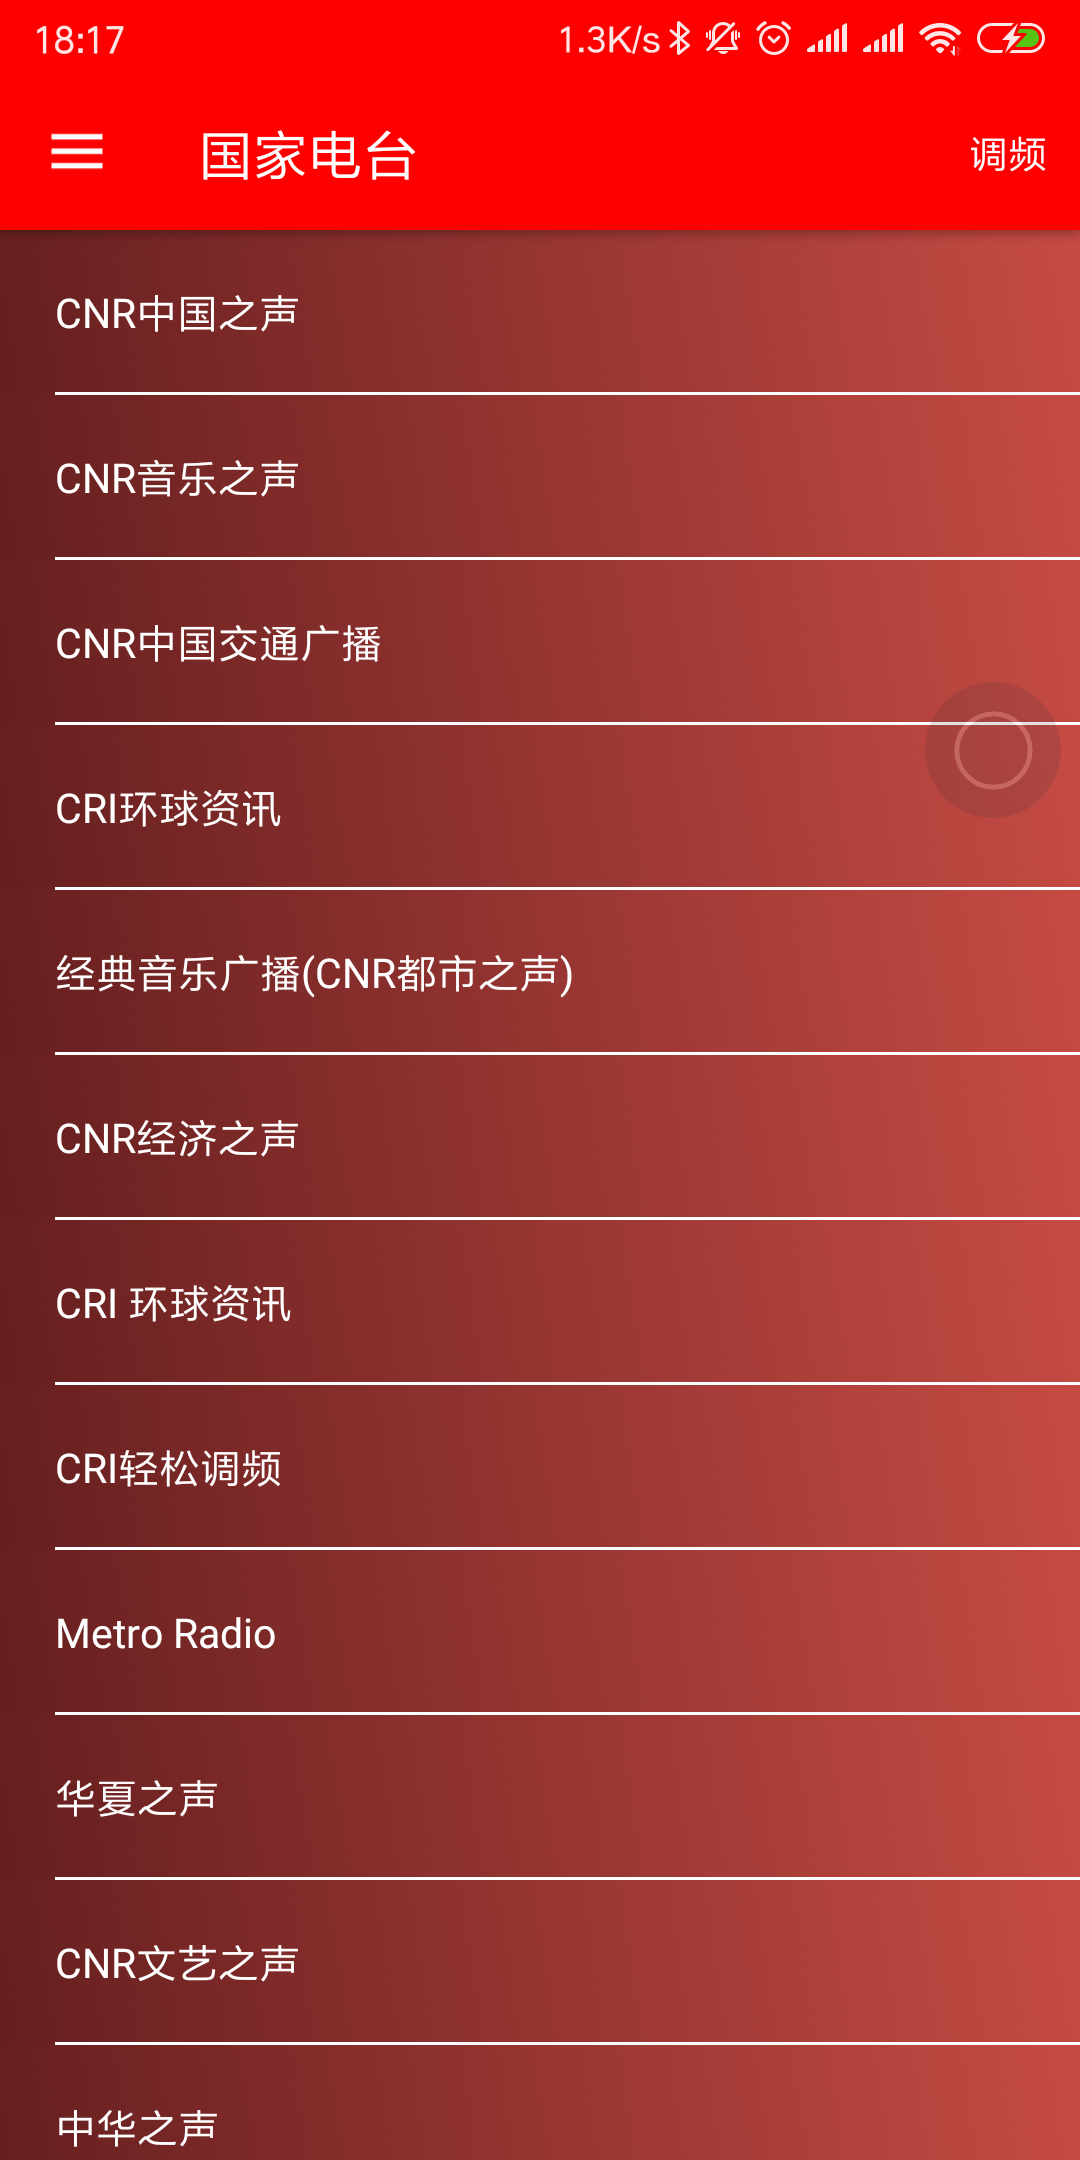 18:17 1.3K/s
国家电台 调频
CNR中国之声
CNR音乐之声
CNR中国交通广播
CRI环球资讯
经典音乐广播(CNR都市之声)
CNR经济之声
CRI 环球资讯
CRI轻松调频
Metro Radio
华夏之声
CNR文艺之声
中华之声